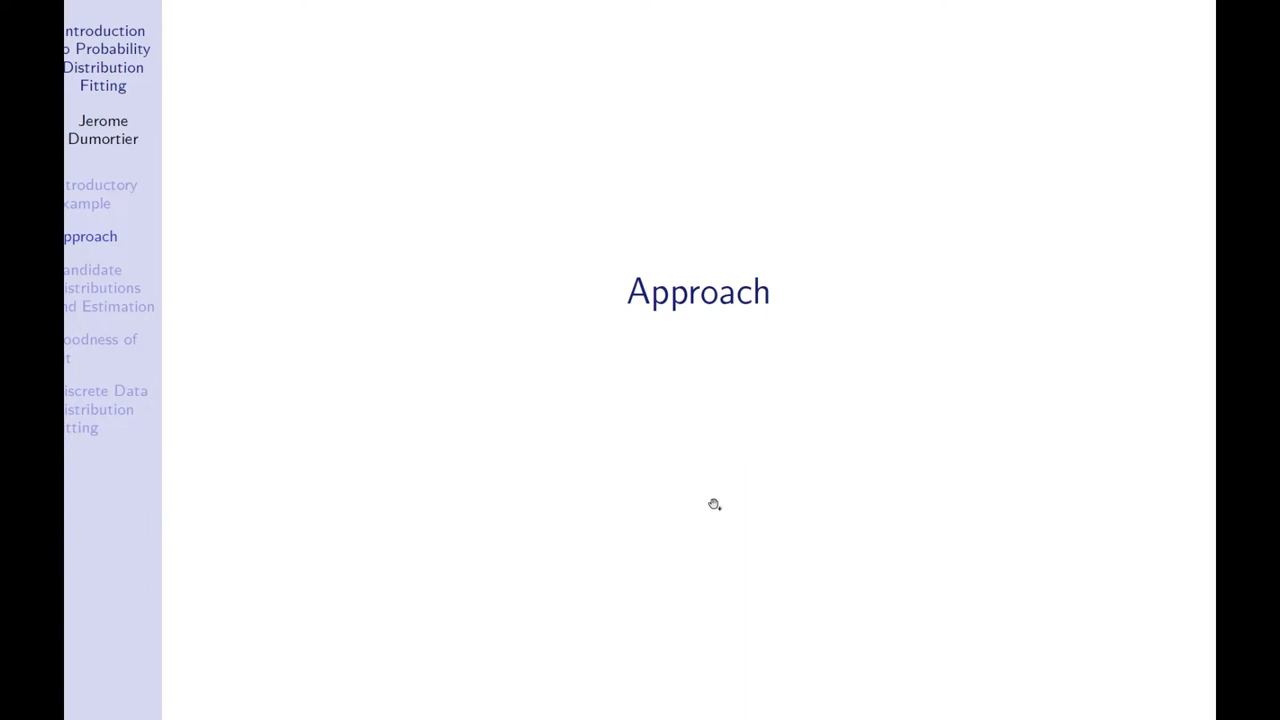 ntroduction
o Probability
Distribution
Fitting
Jerome
Dumortier
troductory
xample
pproach
andidate
istributions
nd Estimation
oodness of
t
iscrete Data
istribution
tting
Approach